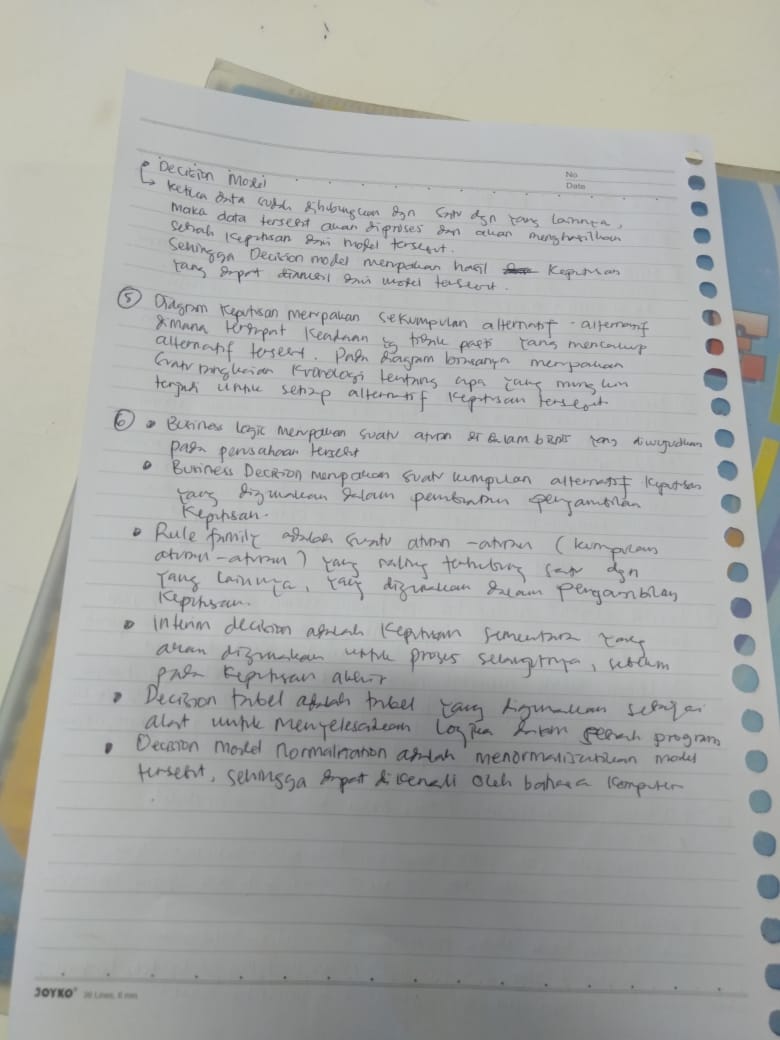 No
Date
• Decision Model
↳ Ketika data sudah dihubungkan dgn satu dgn yang lainnya,
maka data tersebut akan diproses dan akan menghasilkan
sebuah keputusan dari model tersebut.
Sehingga Decision model merupakan hasil keputusan
yang dapat diambil dari model tersebut.
⑤ Diagram keputusan merupakan sekumpulan alternatif - alternatif
dimana terdapat keadaan yg tidak pasti yang mencakup
alternatif tersebut. Pada diagram biasanya merupakan
suatu rangkaian kronologi tentang apa yang mungkin
terjadi untuk setiap alternatif keputusan tersebut
⑥ • Business logic merupakan suatu aturan di dalam bisnis yang diwujudkan
pada perusahaan tersebut
• Business Decision merupakan suatu kumpulan alternatif keputusan
yang digunakan dalam pembuatan pengambilan
keputusan.
• Rule family adalah suatu aturan - aturan (kumpulan
aturan - aturan) yang saling terhubung satu dgn
yang lainnya, yang digunakan dalam pengambilan
keputusan.
• Interim decision adalah keputusan sementara yang
akan digunakan untuk proses selanjutnya, sebelum
pada keputusan akhir
• Decision tabel adalah tabel yang digunakan sebagai
alat untuk menyelesaikan logika dalam sebuah program
• Decision model normalization adalah menormalisasikan model
tersebut, sehingga dapat dikenali oleh bahasa komputer
JOYKO 26 Lines, 8 mm